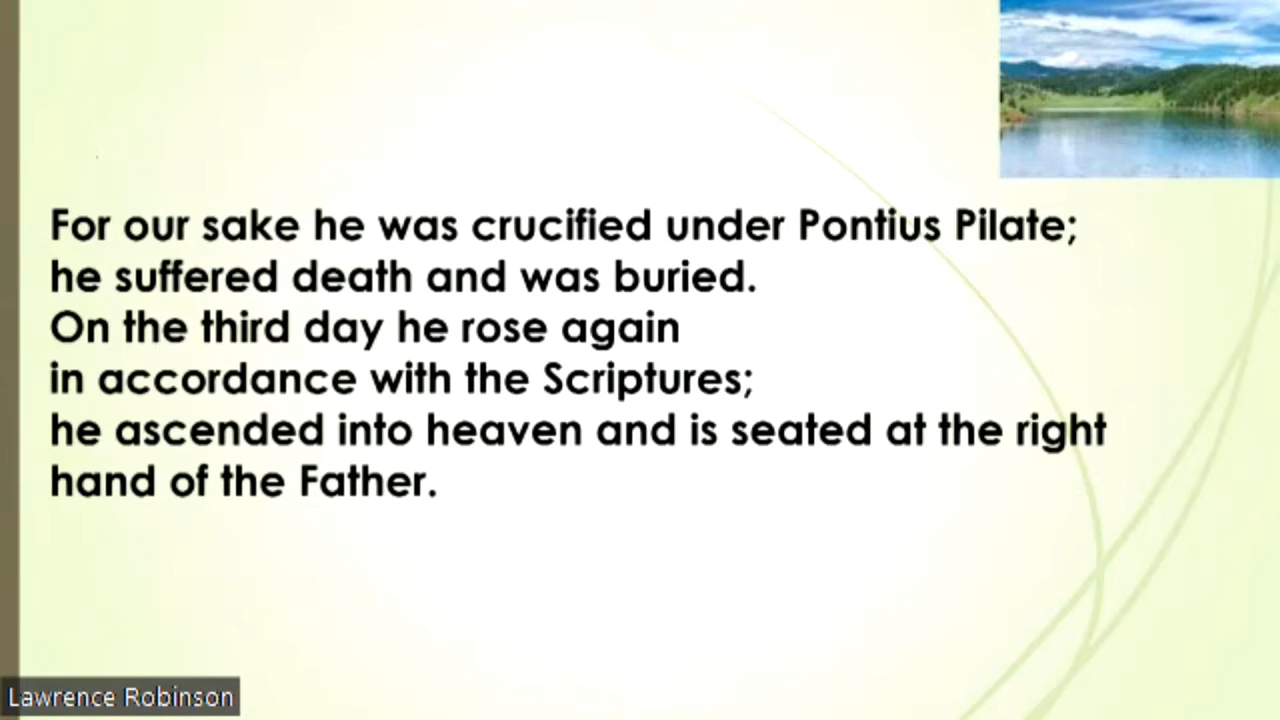 For our sake he was crucified under Pontius Pilate;
he suffered death and was buried.
On the third day he rose again
in accordance with the Scriptures;
he ascended into heaven and is seated at the right
hand of the Father.
Lawrence Robinson